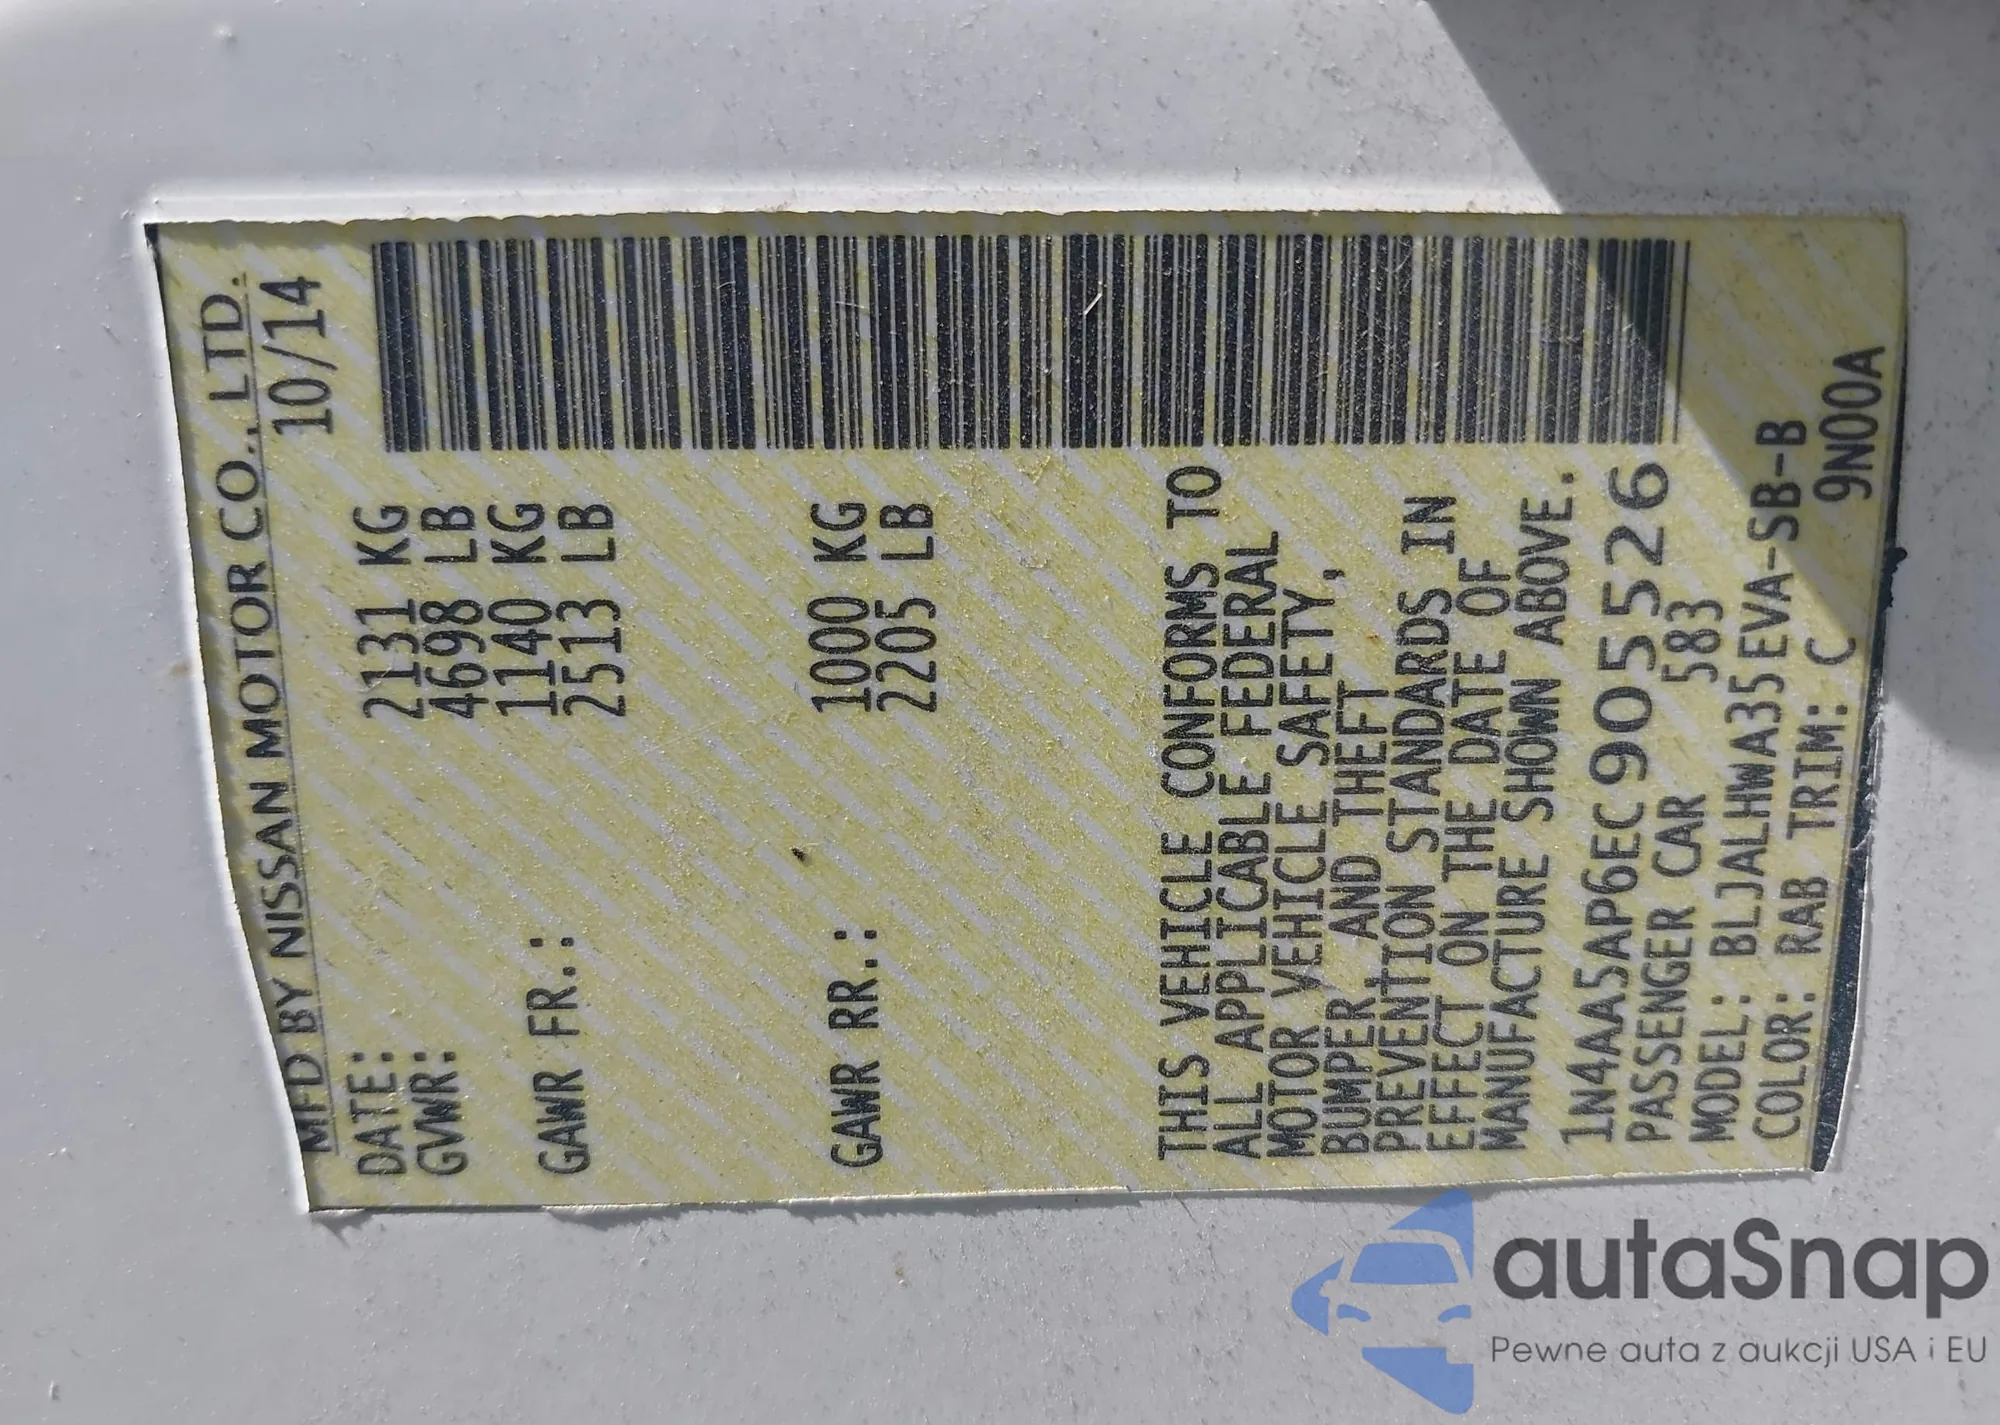 MFD BY NISSAN MOTOR CO., LTD.
DATE: 10/14
GVWR: 2131 KG
4698 LB
GAWR FR.: 1140 KG
2513 LB
GAWR RR.: 1000 KG
2205 LB
THIS VEHICLE CONFORMS TO
ALL APPLICABLE FEDERAL
MOTOR VEHICLE SAFETY,
BUMPER, AND THEFT
PREVENTION STANDARDS IN
EFFECT ON THE DATE OF
MANUFACTURE SHOWN ABOVE.
1N4AA5AP6EC905526
PASSENGER CAR 583
MODEL: BLJALHWA35EVA-SB-B
COLOR: RAB TRIM: C 9N00A
autaSnap
Pewne auta z aukcji USA i EU